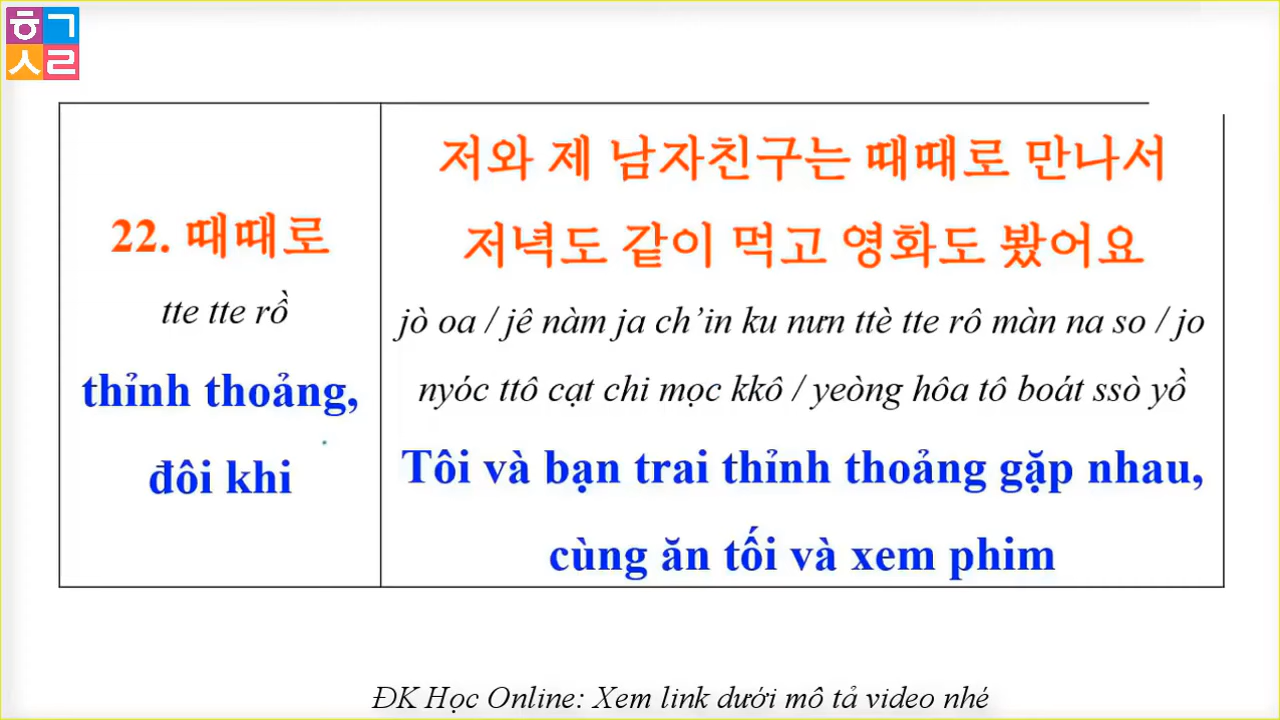 ㅎㄱ
ㅅㄹ
22. 때때로
tte tte rồ
thỉnh thoảng,
đôi khi
저와 제 남자친구는 때때로 만나서
저녁도 같이 먹고 영화도 봤어요
jò oa / jê nàm ja ch’in ku nưn ttè tte rô màn na so / jo
nyóc ttô cạt chi mọc kkô / yeòng hôa tô boát ssò yồ
Tôi và bạn trai thỉnh thoảng gặp nhau,
cùng ăn tối và xem phim
ĐK Học Online: Xem link dưới mô tả video nhé